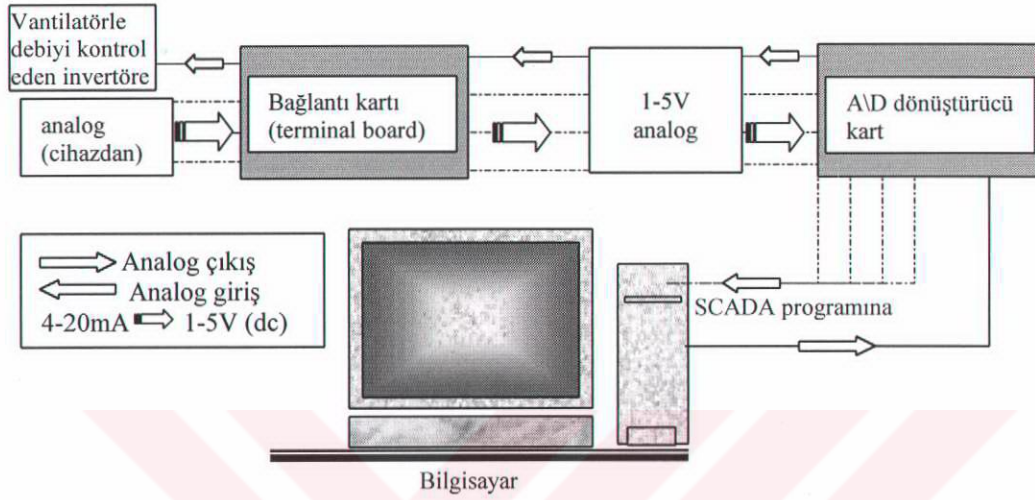 Vantilatörle
debiyi kontrol
eden invertöre
analog
(cihazdan)
Bağlantı kartı
(terminal board)
1-5V
analog
A\D dönüştürücü
kart
Analog çıkış
Analog giriş
4-20mA 1-5V (dc)
SCADA programına
Bilgisayar